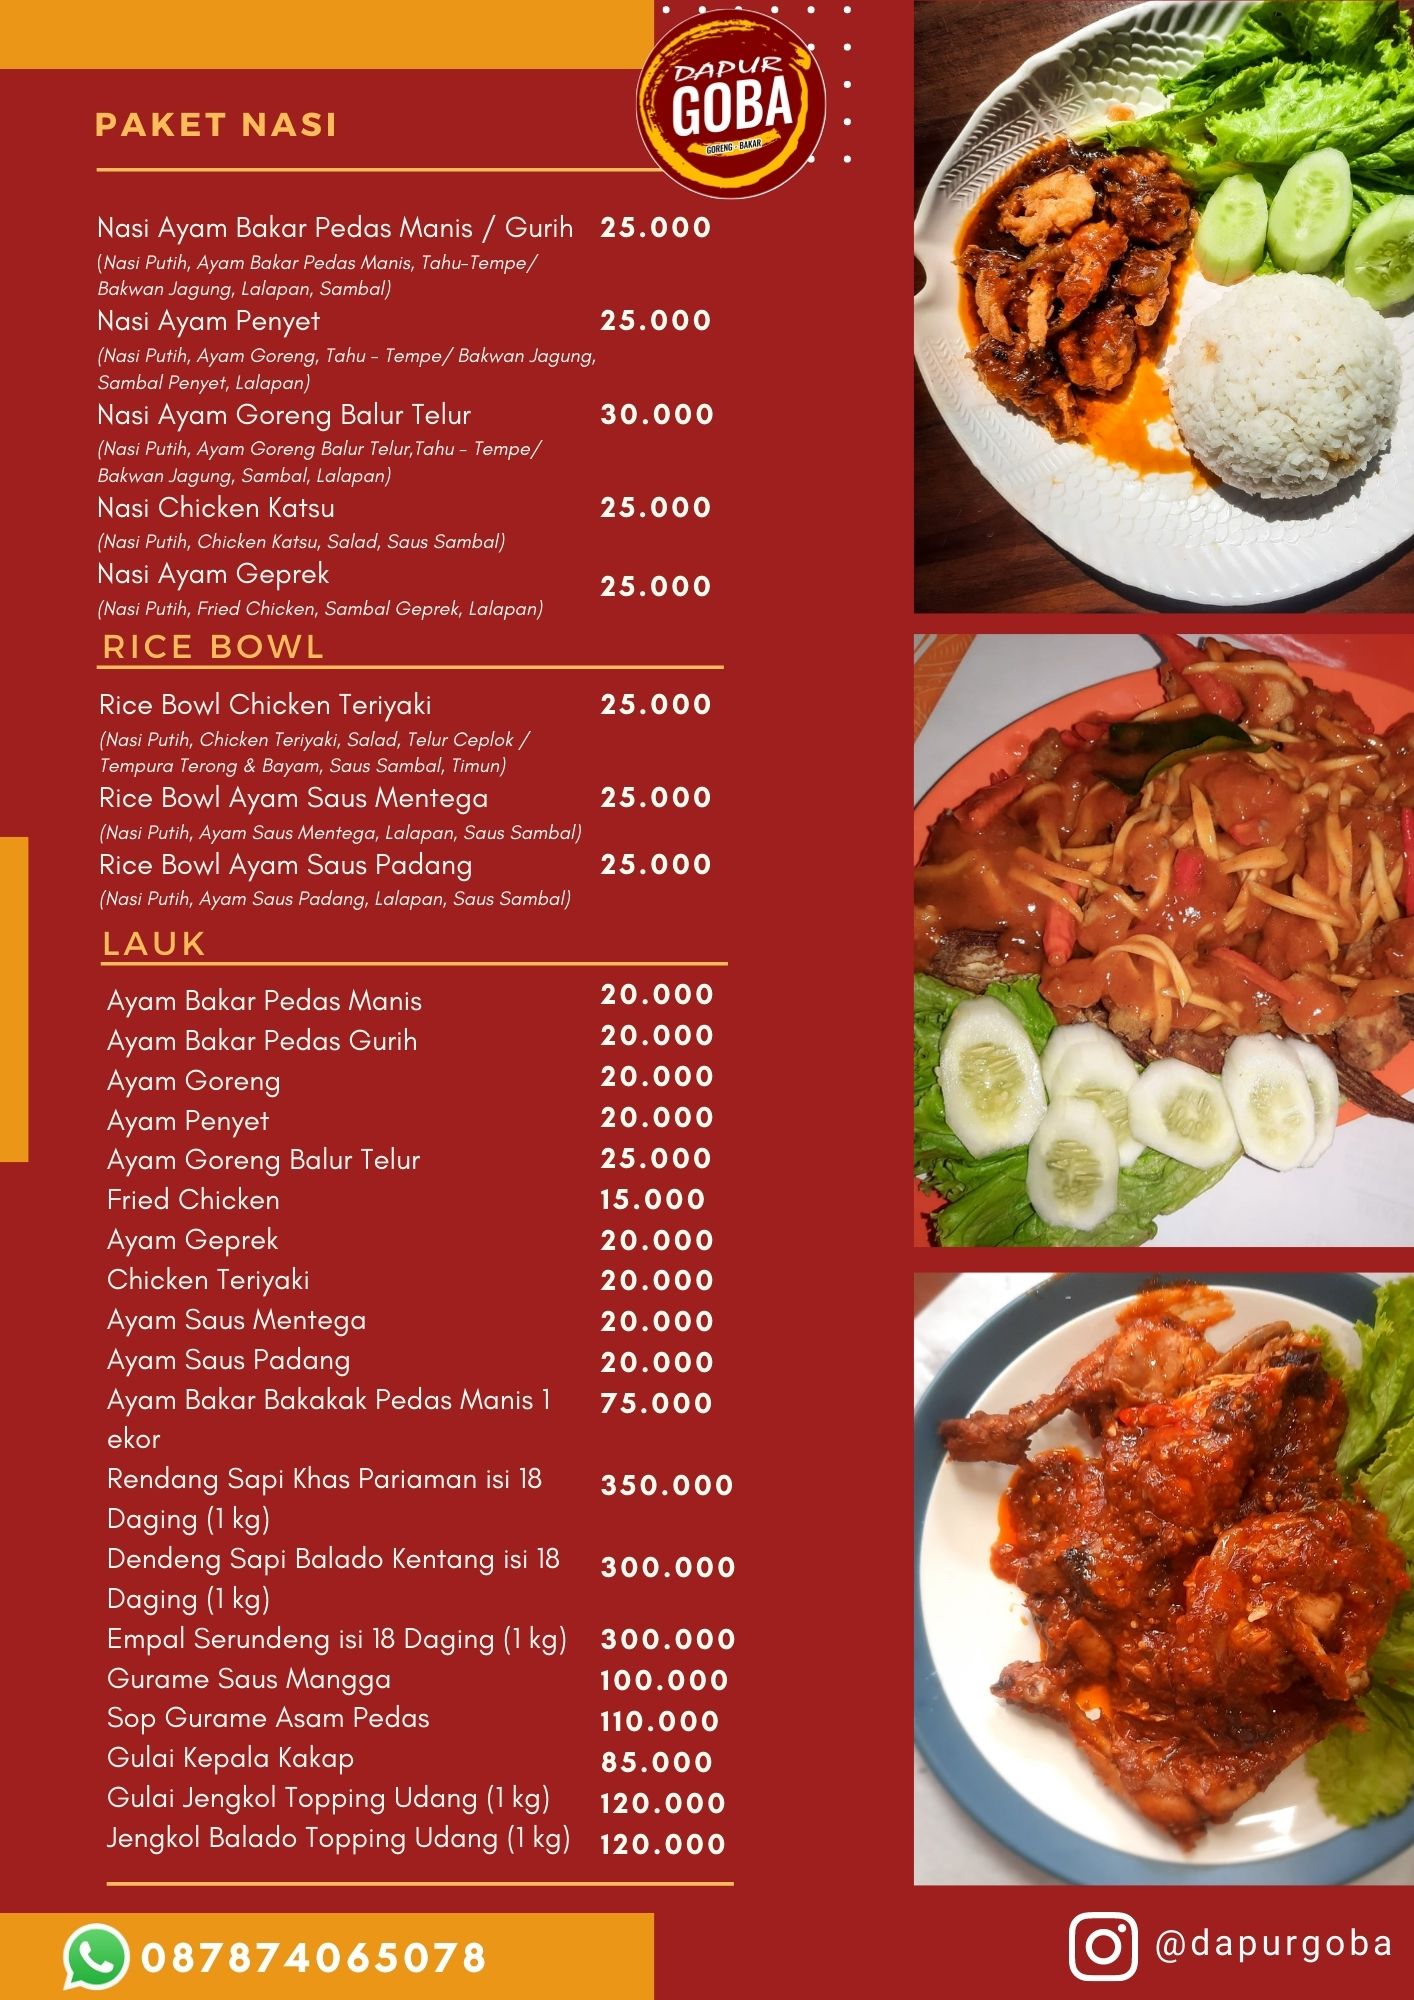 DAPUR
GOBA
GORENG - BAKAR
PAKET NASI
Nasi Ayam Bakar Pedas Manis / Gurih 25.000
(Nasi Putih, Ayam Bakar Pedas Manis, Tahu-Tempe/
Bakwan Jagung, Lalapan, Sambal)
Nasi Ayam Penyet 25.000
(Nasi Putih, Ayam Goreng, Tahu - Tempe/ Bakwan Jagung,
Sambal Penyet, Lalapan)
Nasi Ayam Goreng Balur Telur 30.000
(Nasi Putih, Ayam Goreng Balur Telur,Tahu - Tempe/
Bakwan Jagung, Sambal, Lalapan)
Nasi Chicken Katsu 25.000
(Nasi Putih, Chicken Katsu, Salad, Saus Sambal)
Nasi Ayam Geprek 25.000
(Nasi Putih, Fried Chicken, Sambal Geprek, Lalapan)
RICE BOWL
Rice Bowl Chicken Teriyaki 25.000
(Nasi Putih, Chicken Teriyaki, Salad, Telur Ceplok /
Tempura Terong & Bayam, Saus Sambal, Timun)
Rice Bowl Ayam Saus Mentega 25.000
(Nasi Putih, Ayam Saus Mentega, Lalapan, Saus Sambal)
Rice Bowl Ayam Saus Padang 25.000
(Nasi Putih, Ayam Saus Padang, Lalapan, Saus Sambal)
LAUK
Ayam Bakar Pedas Manis 20.000
Ayam Bakar Pedas Gurih 20.000
Ayam Goreng 20.000
Ayam Penyet 20.000
Ayam Goreng Balur Telur 25.000
Fried Chicken 15.000
Ayam Geprek 20.000
Chicken Teriyaki 20.000
Ayam Saus Mentega 20.000
Ayam Saus Padang 20.000
Ayam Bakar Bakakak Pedas Manis 1 75.000
ekor
Rendang Sapi Khas Pariaman isi 18 350.000
Daging (1 kg)
Dendeng Sapi Balado Kentang isi 18 300.000
Daging (1 kg)
Empal Serundeng isi 18 Daging (1 kg) 300.000
Gurame Saus Mangga 100.000
Sop Gurame Asam Pedas 110.000
Gulai Kepala Kakap 85.000
Gulai Jengkol Topping Udang (1 kg) 120.000
Jengkol Balado Topping Udang (1 kg) 120.000
087874065078
@dapurgoba